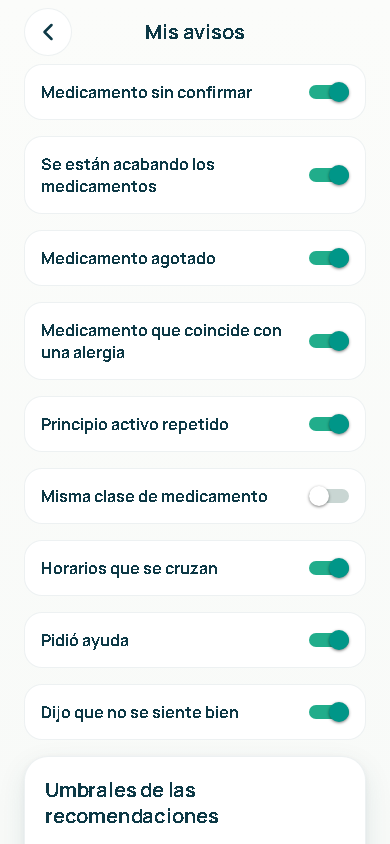 Mis avisos
Medicamento sin confirmar
Se están acabando los
medicamentos
Medicamento agotado
Medicamento que coincide con
una alergia
Principio activo repetido
Misma clase de medicamento
Horarios que se cruzan
Pidió ayuda
Dijo que no se siente bien
Umbrales de las
recomendaciones